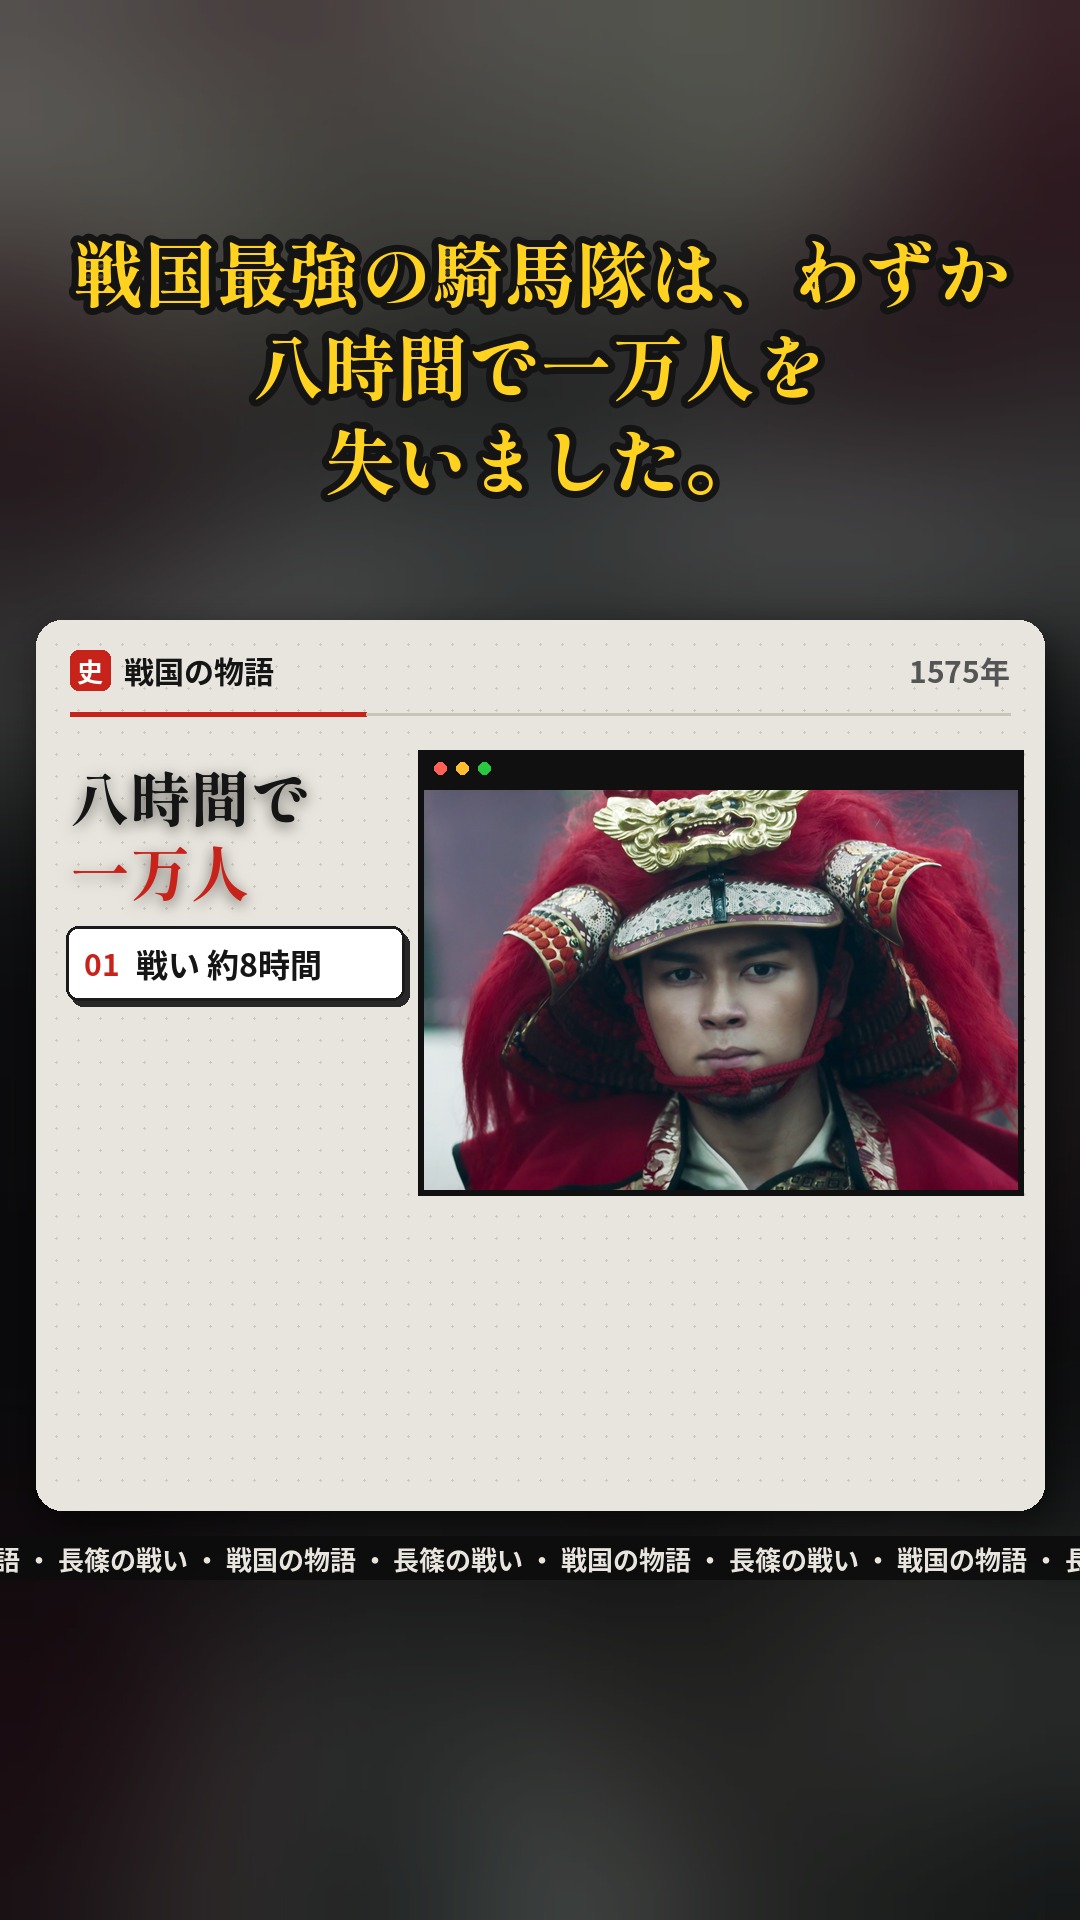 戦国最強の騎馬隊は、わずか
八時間で一万人を
失いました。
史 戦国の物語
1575年
八時間で
一万人
01 戦い 約8時間
語 ・ 長篠の戦い ・ 戦国の物語 ・ 長篠の戦い ・ 戦国の物語 ・ 長篠の戦い ・ 戦国の物語 ・ 長